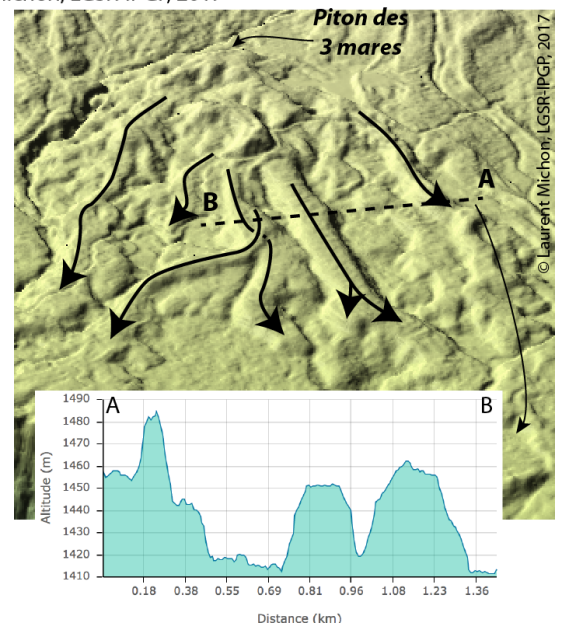 Piton des
3 mares
© Laurent Michon, LGSR-IPGP, 2017
A
B
A
B
1490
1480
1470
1460
1450
1440
1430
1420
1410
Altitude (m)
0.18 0.38 0.55 0.69 0.81 0.96 1.08 1.23 1.36
Distance (km)